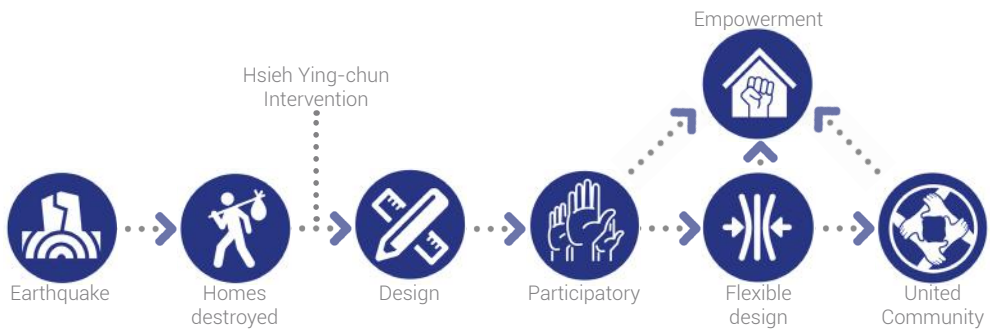 Empowerment
Hsieh Ying-chun
Intervention
Earthquake
Homes
destroyed
Design
Participatory
Flexible
design
United
Community